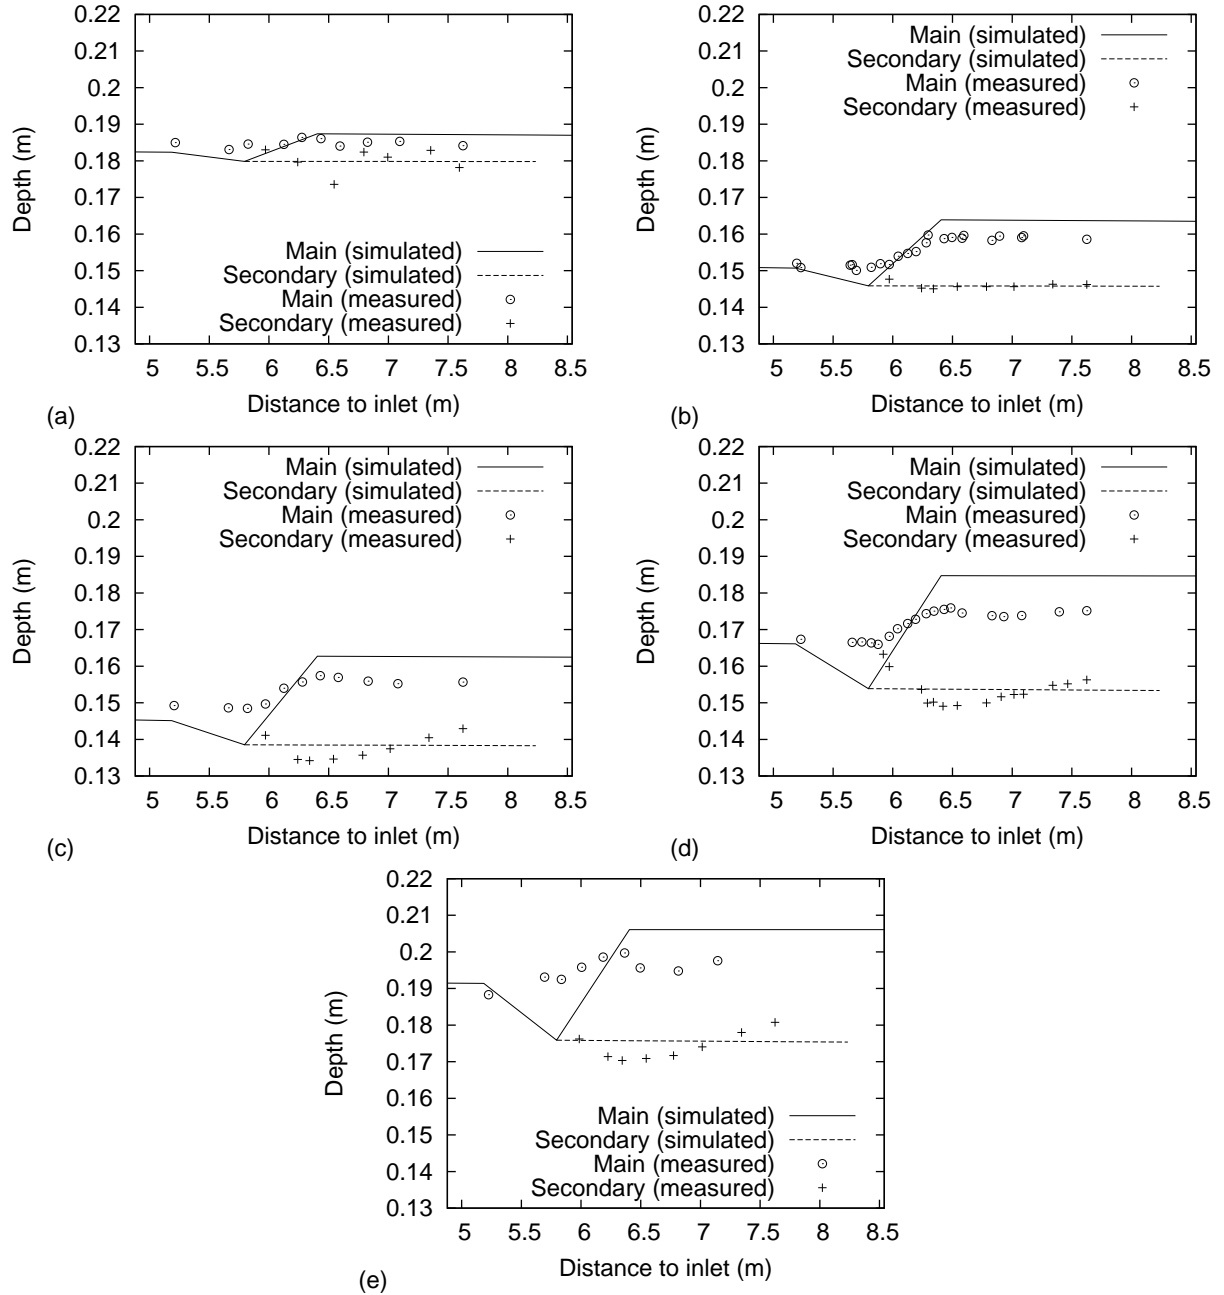 0.22
0.21
0.2
0.19
0.18
0.17
0.16
0.15
0.14
0.13
Depth (m)
Main (simulated)
Secondary (simulated)
Main (measured)
Secondary (measured)
5 5.5 6 6.5 7 7.5 8 8.5
Distance to inlet (m)
(a)
0.22
0.21
0.2
0.19
0.18
0.17
0.16
0.15
0.14
0.13
Depth (m)
Main (simulated)
Secondary (simulated)
Main (measured)
Secondary (measured)
5 5.5 6 6.5 7 7.5 8 8.5
Distance to inlet (m)
(b)
0.22
0.21
0.2
0.19
0.18
0.17
0.16
0.15
0.14
0.13
Depth (m)
Main (simulated)
Secondary (simulated)
Main (measured)
Secondary (measured)
5 5.5 6 6.5 7 7.5 8 8.5
Distance to inlet (m)
(c)
0.22
0.21
0.2
0.19
0.18
0.17
0.16
0.15
0.14
0.13
Depth (m)
Main (simulated)
Secondary (simulated)
Main (measured)
Secondary (measured)
5 5.5 6 6.5 7 7.5 8 8.5
Distance to inlet (m)
(d)
0.22
0.21
0.2
0.19
0.18
0.17
0.16
0.15
0.14
0.13
Depth (m)
Main (simulated)
Secondary (simulated)
Main (measured)
Secondary (measured)
5 5.5 6 6.5 7 7.5 8 8.5
Distance to inlet (m)
(e)